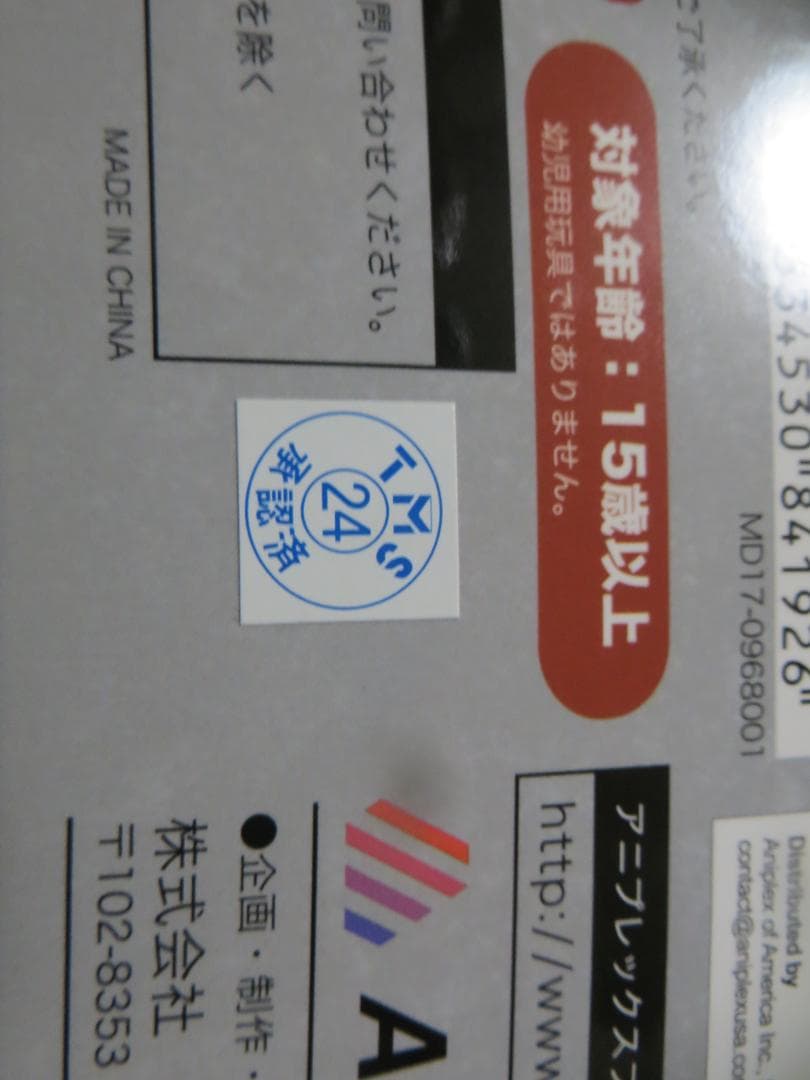 ご了承ください。
対象年齢：15歳以上
幼児用玩具ではありません。
問い合わせください。
を除く
MADE IN CHINA
TMS
24
承認済
34530"841926"
MD17-0968001
Distributed by
Aniplex of America Inc.,
contact@aniplexusa.co
アニプレックス
http://www
A
●企画・制作・
株式会社
〒102-8353